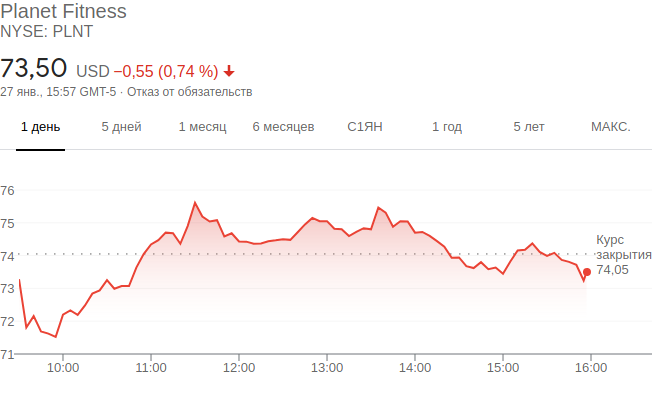 Planet Fitness
NYSE: PLNT
73,50 USD −0,55 (0,74 %)
27 янв., 15:57 GMT-5 · Отказ от обязательств
1 день 5 дней 1 месяц 6 месяцев С1ЯН 1 год 5 лет МАКС.
76
75
74
73
72
71
Курс
закрытия
74,05
10:00 11:00 12:00 13:00 14:00 15:00 16:00